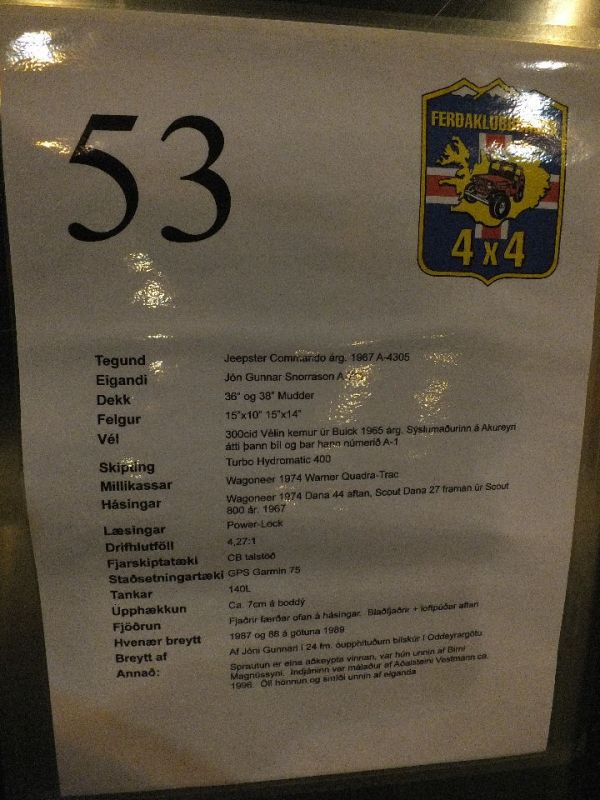 53
4x4
Tegund Jeepster Commando árg. 1967 A-4305
Eigandi Jón Gunnar Snorrason
Dekk 36" og 38" Mudder
Felgur 15"x10" 15"x14"
Vél 300cid Vélin kemur úr Buick 1965 árg. Sýslumaðurinn á Akureyri
átti þann bíl og bar hann númerið A-1
Skipting Turbo Hydromatic 400
Millikassar Wagoneer 1974 Warner Quadra-Trac
Hásingar Wagoneer 1974 Dana 44 aftan, Scout Dana 27 framan úr Scout
800 ár. 1967
Læsingar Power-Lock
Drifhlutföll 4,27:1
Fjarskiptatæki CB talstöð
Staðsetningartæki GPS Garmin 75
Tankar 140L
Upphækkun Ca. 7cm á boddý
Fjöðrun Fjaðrir færðar ofan á hásingar. Blaðfjaðrir + loftpúðar aftan
Hvenær breytt 1987 og 88 á götuna 1989
Breytt af Af Jóni Gunnari í 24 fm. óupphituðum bílskúr í Oddeyrargötu
Annað: Sprautun er eina aðkeypta vinnan, var hún unnin af Birni
Magnússyni. Indjáninn var málaður af Aðalsteini Vestmann ca.
1996. Öll hönnun og smíði unnin af eiganda